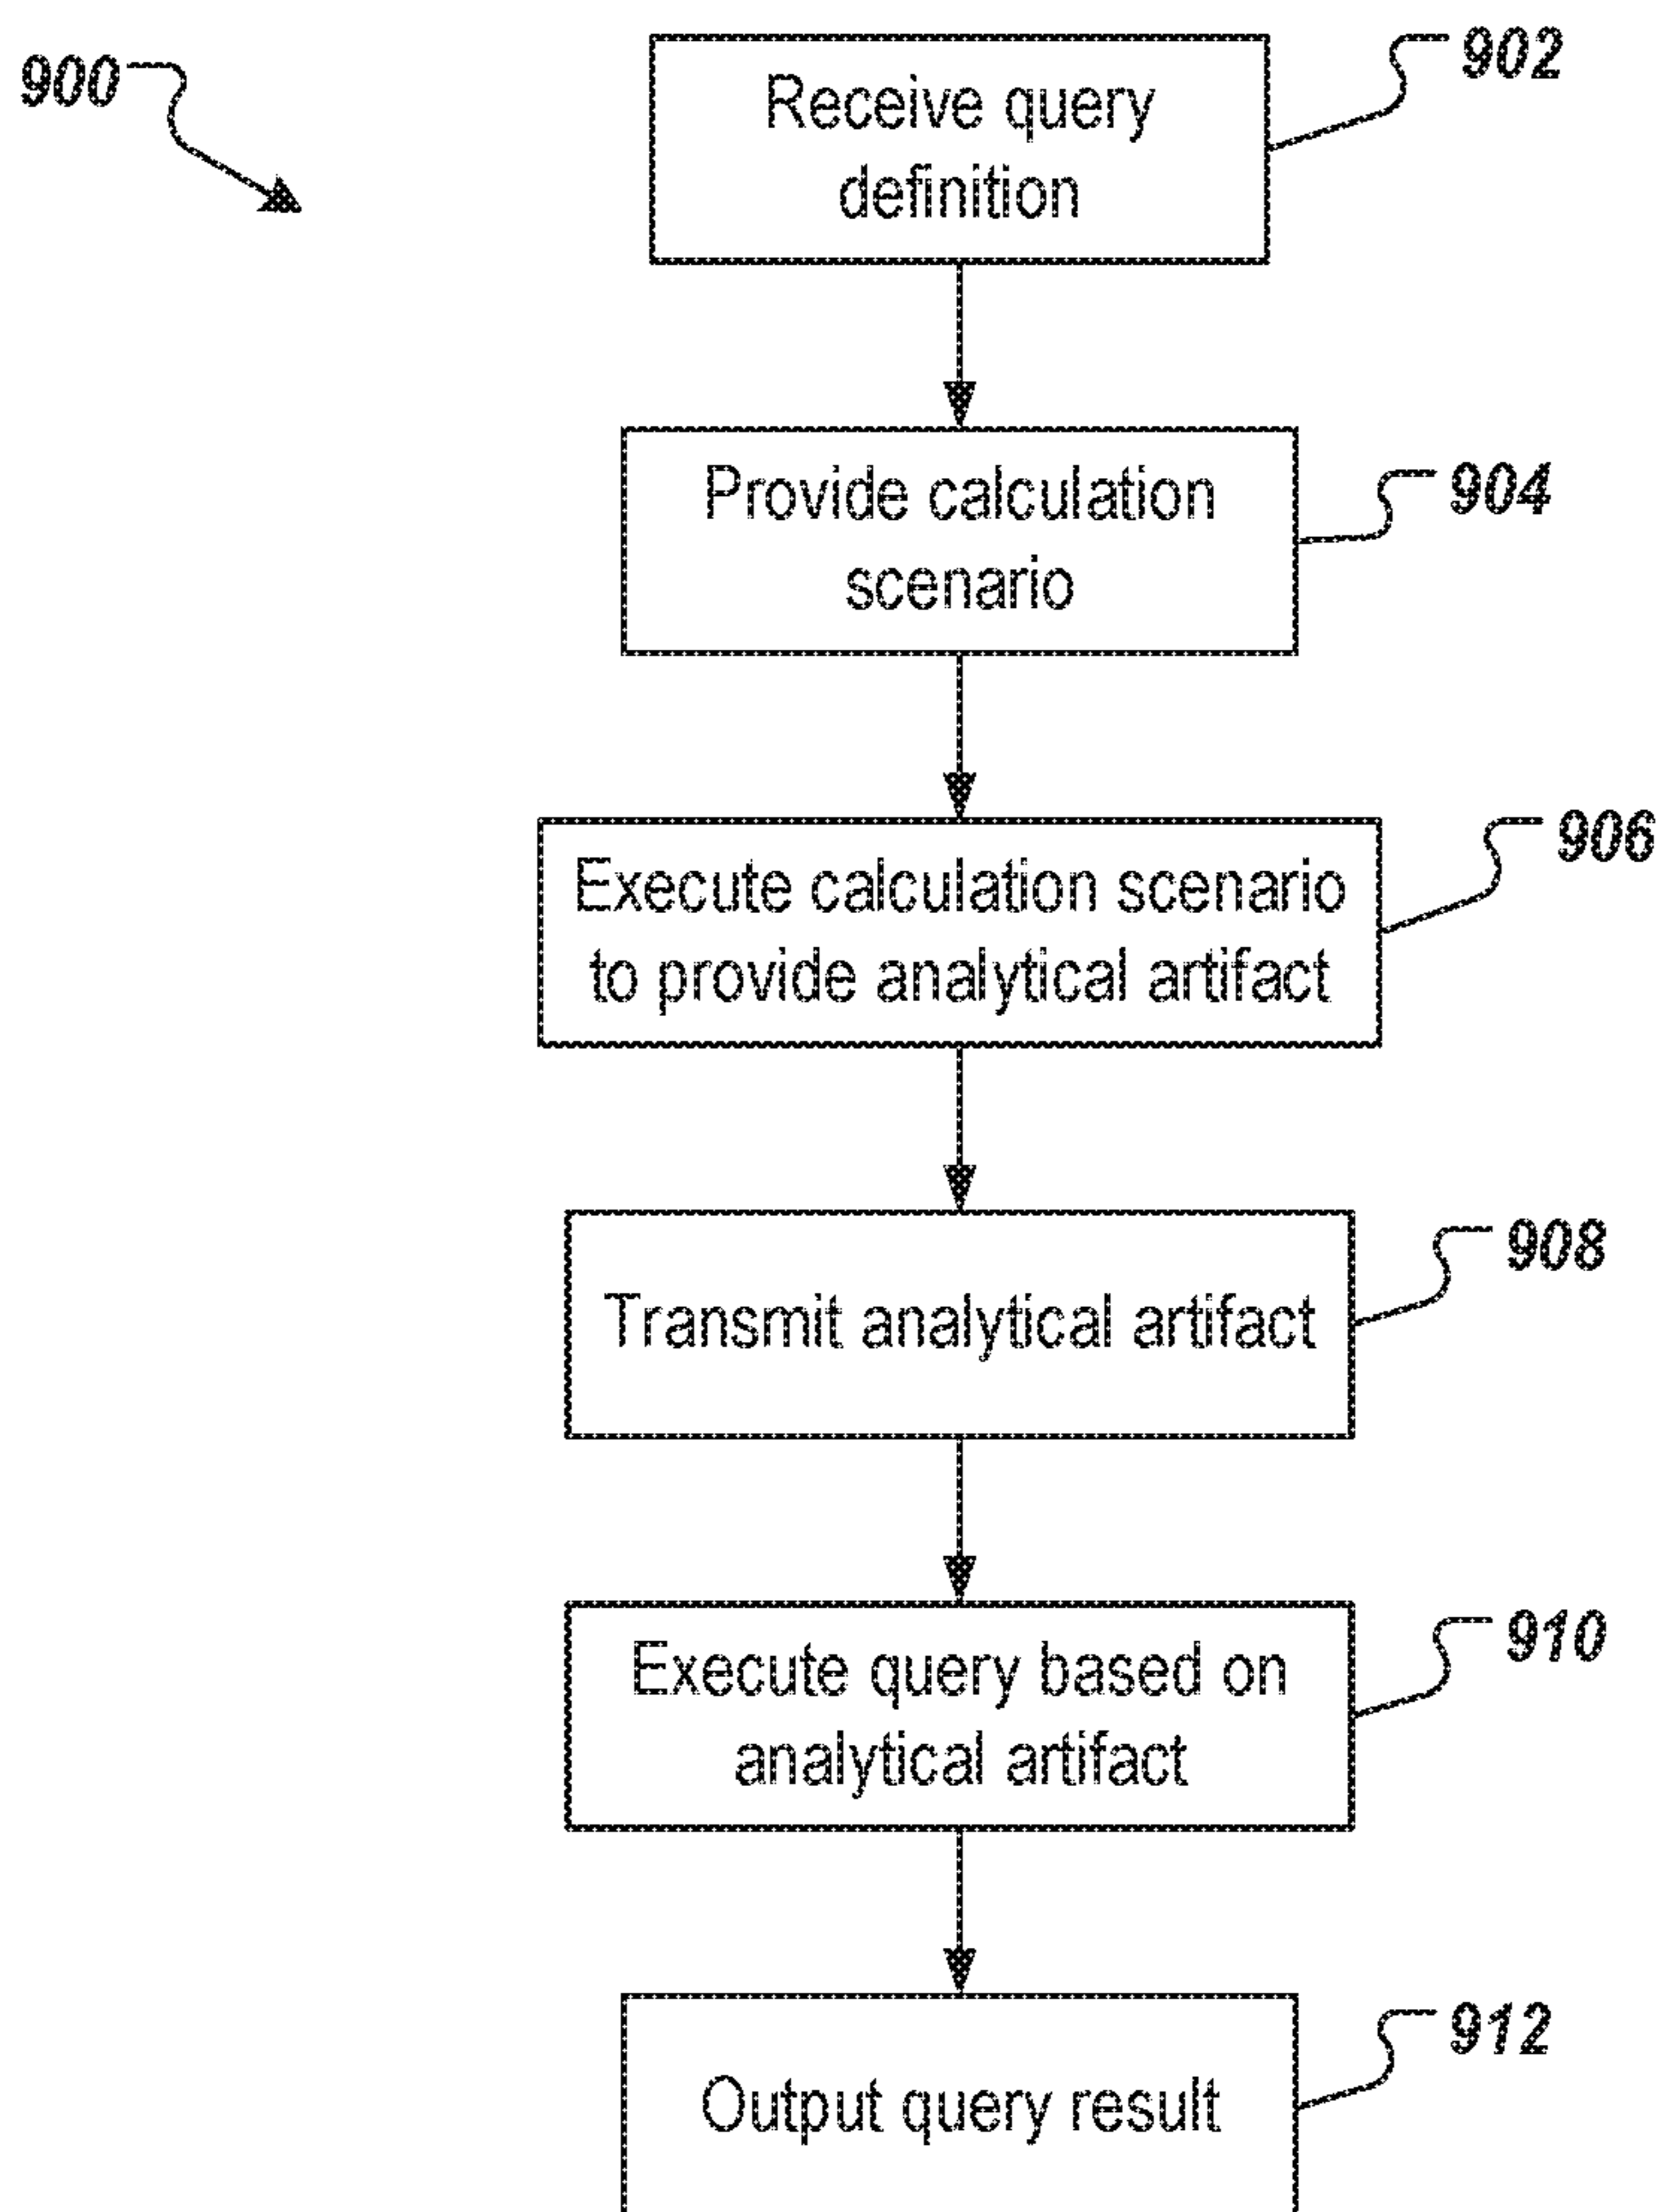 900
Receive query
definition
902
Provide calculation
scenario
904
Execute calculation scenario
to provide analytical artifact
906
Transmit analytical artifact
908
Execute query based on
analytical artifact
910
Output query result
912